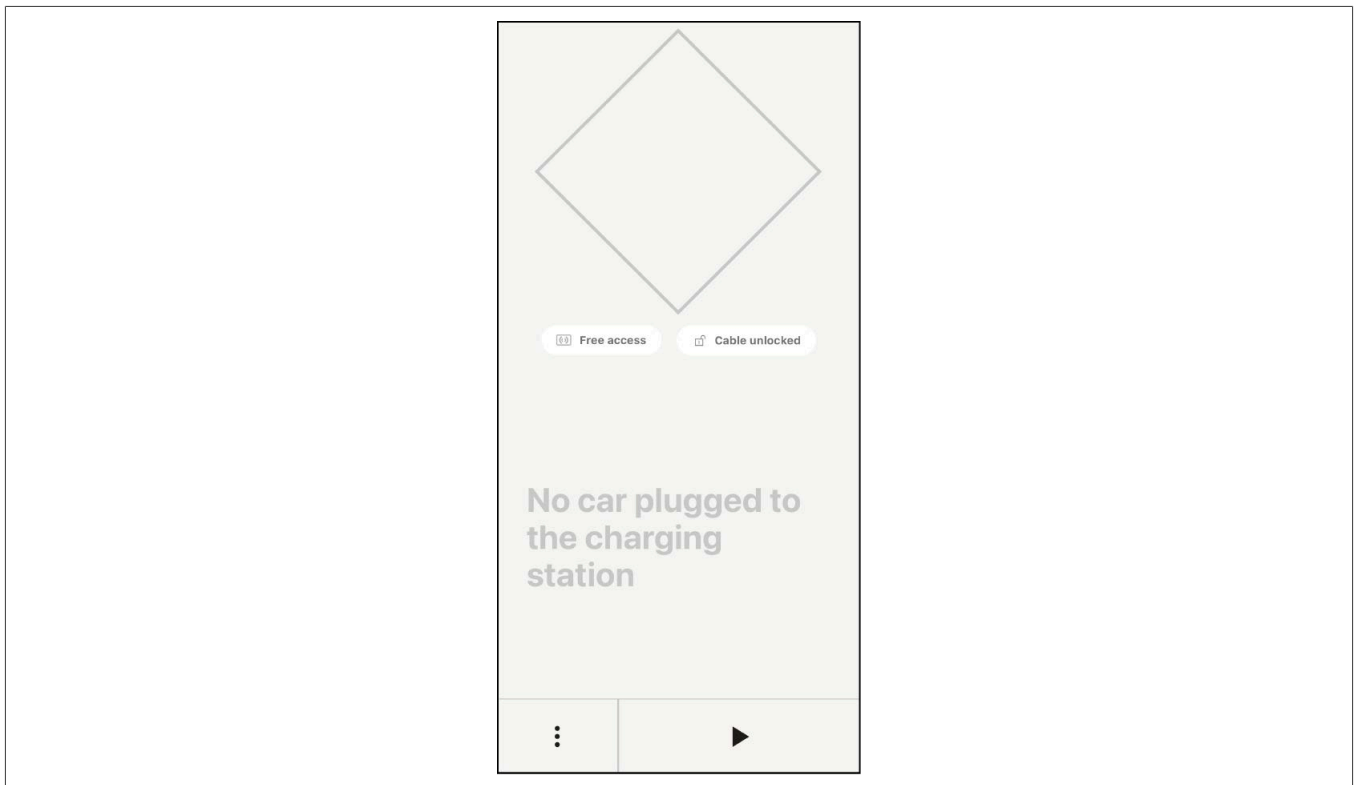 Free access
Cable unlocked
No car plugged to
the charging
station